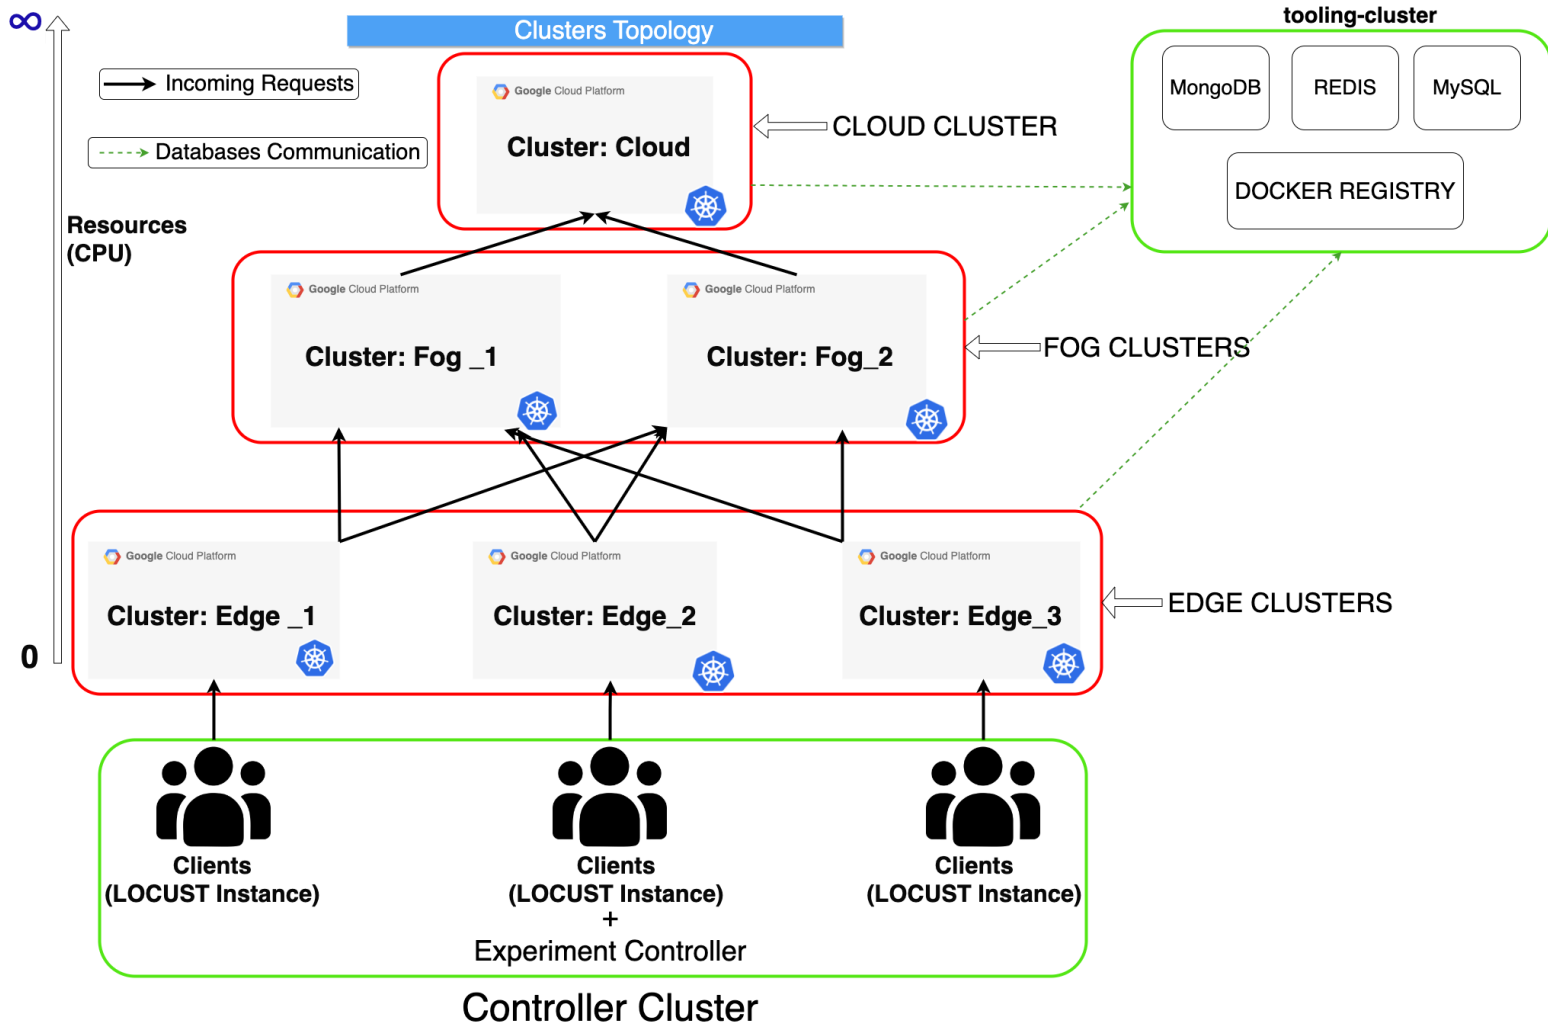 ∞
Clusters Topology
tooling-cluster
Incoming Requests
Databases Communication
Resources
(CPU)
0
Google Cloud Platform
Cluster: Cloud
CLOUD CLUSTER
MongoDB
REDIS
MySQL
DOCKER REGISTRY
Google Cloud Platform
Cluster: Fog _1
Google Cloud Platform
Cluster: Fog_2
FOG CLUSTERS
Google Cloud Platform
Cluster: Edge _1
Google Cloud Platform
Cluster: Edge_2
Google Cloud Platform
Cluster: Edge_3
EDGE CLUSTERS
Clients
(LOCUST Instance)
Clients
(LOCUST Instance)
+
Experiment Controller
Clients
(LOCUST Instance)
Controller Cluster